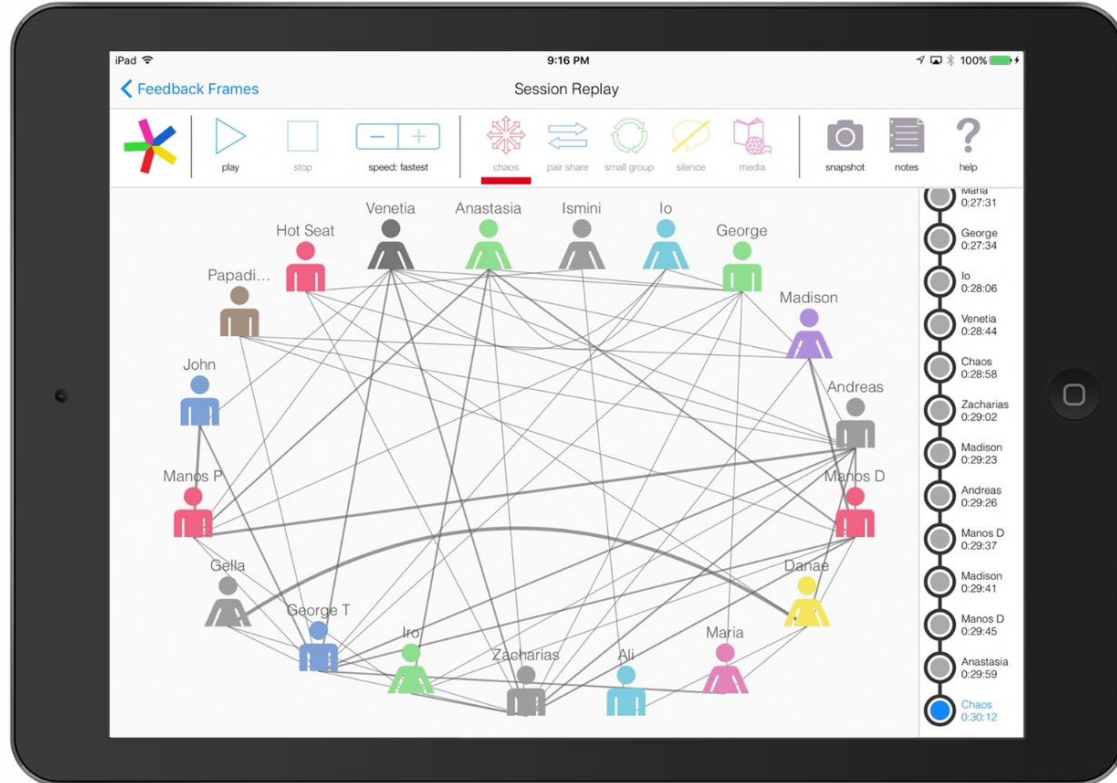 iPad
9:16 PM
100%
Feedback Frames
Session Replay
play
stop
speed: fastest
chaos
pair share
small group
silence
media
snapshot
notes
help
Venetia
Anastasia
Ismini
Io
George
Hot Seat
Papadi...
Madison
John
Andreas
Manos P
Manos D
Gella
Danae
George T
Iro
Zacharias
Ali
Maria
Maria
0:27:31
George
0:27:34
Io
0:28:06
Venetia
0:28:44
Chaos
0:28:58
Zacharias
0:29:02
Madison
0:29:23
Andreas
0:29:26
Manos D
0:29:37
Madison
0:29:41
Manos D
0:29:45
Anastasia
0:29:59
Chaos
0:30:12